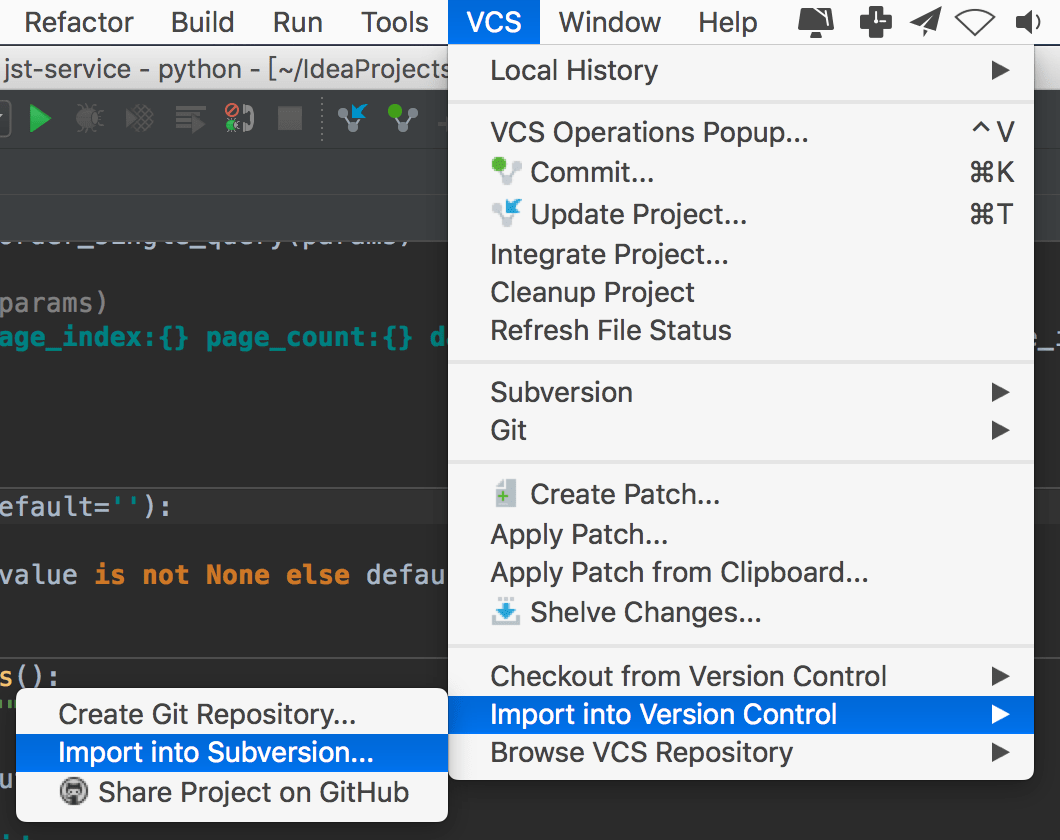 Refactor Build Run Tools VCS Window Help
jst-service - python - [~/IdeaProjects
Local History
VCS Operations Popup... ^V
Commit... ⌘K
Update Project... ⌘T
Integrate Project...
Cleanup Project
Refresh File Status
order_single_query(params)
params)
age_index:{} page_count:{} d
Subversion
Git
Create Patch...
efault=''):
Apply Patch...
Apply Patch from Clipboard...
value is not None else defau
Shelve Changes...
s():
Checkout from Version Control
Import into Version Control
Browse VCS Repository
Create Git Repository...
Import into Subversion...
Share Project on GitHub